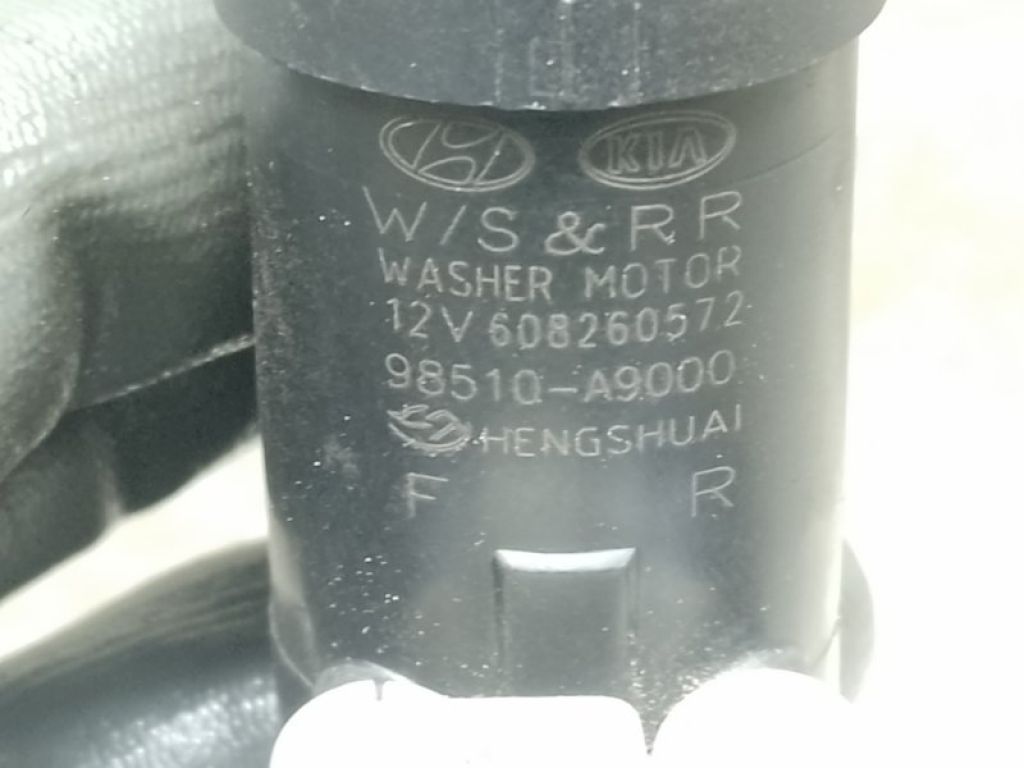 KIA
W/S & RR
WASHER MOTOR
12V 608260572
98510-A9000
HENGSHUAI
F R